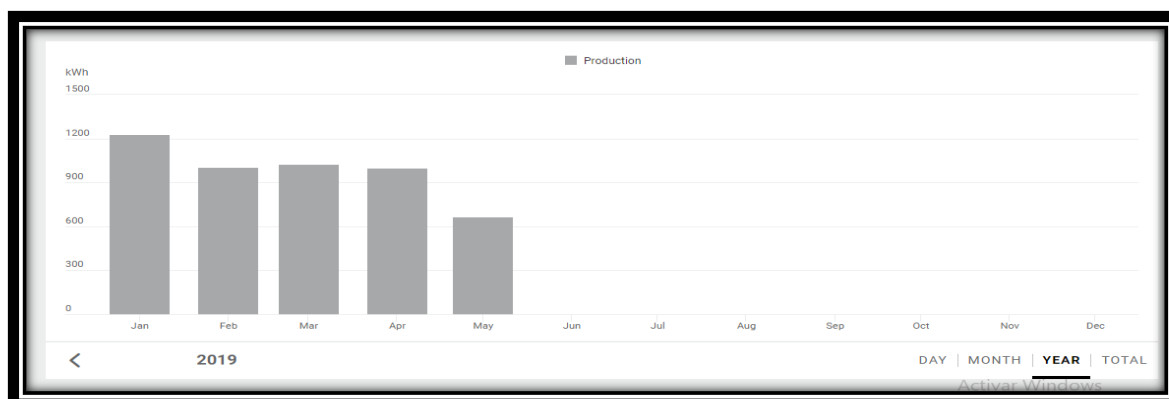 Production
kWh
1500
1200
900
600
300
0
Jan Feb Mar Apr May Jun Jul Aug Sep Oct Nov Dec
2019 DAY | MONTH | YEAR | TOTAL
Activar Windows